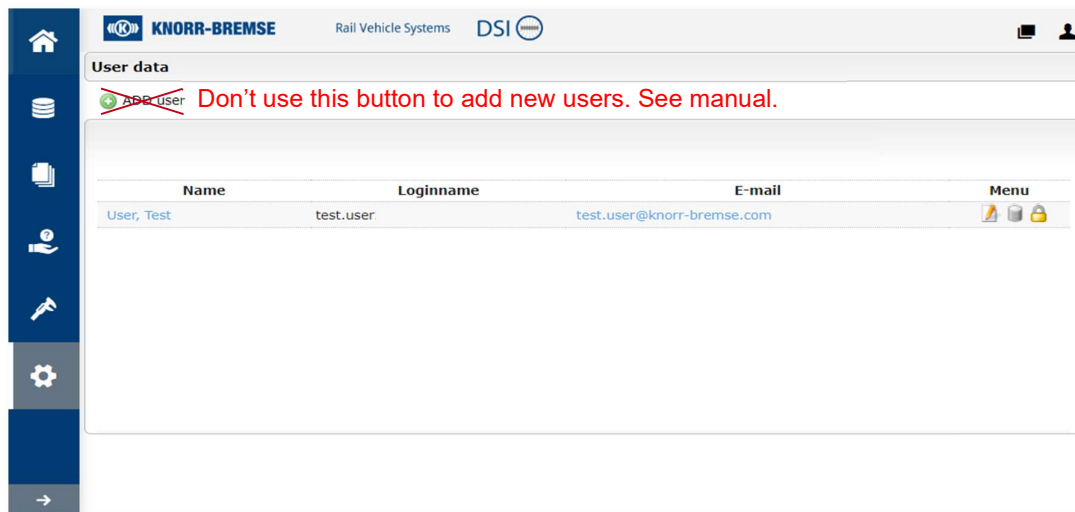 KNORR-BREMSE Rail Vehicle Systems DSI
User data
ADD user Don't use this button to add new users. See manual.
Name Loginname E-mail Menu
User, Test test.user test.user@knorr-bremse.com